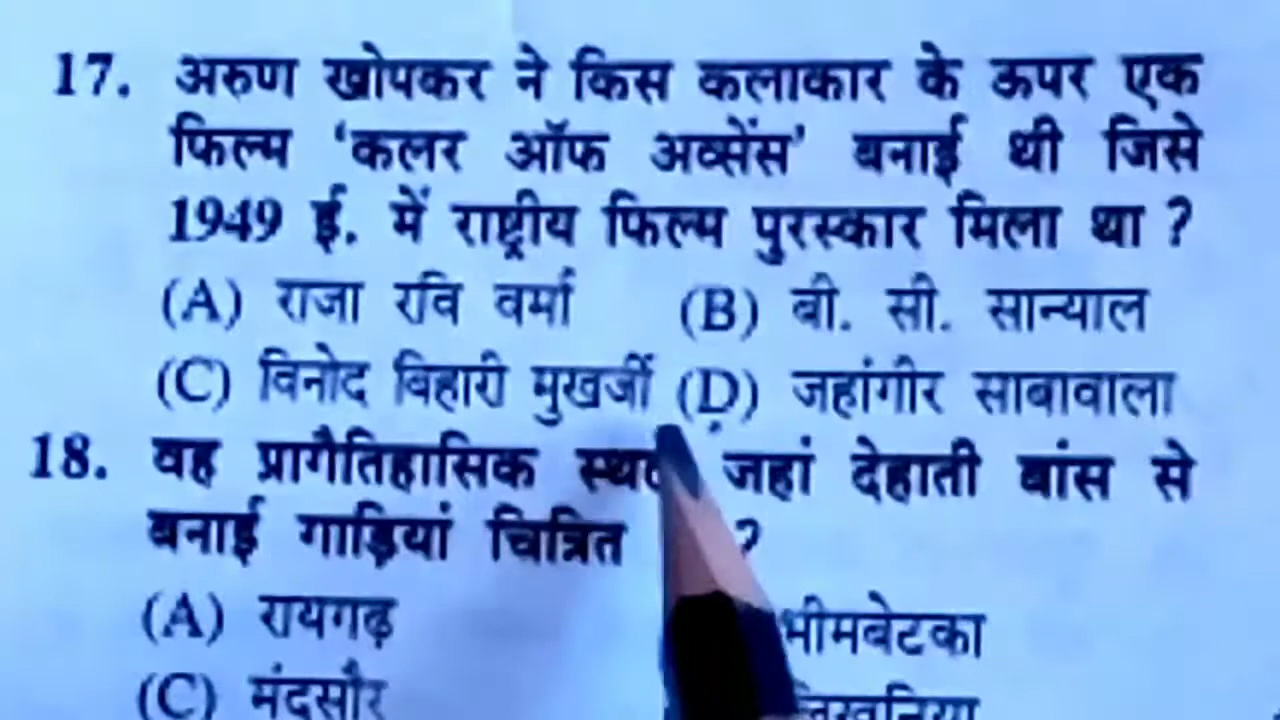 17. अरुण खोपकर ने किस कलाकार के ऊपर एक
फिल्म ‘कलर ऑफ अब्सेंस’ बनाई थी जिसे
1949 ई. में राष्ट्रीय फिल्म पुरस्कार मिला था ?
(A) राजा रवि वर्मा (B) बी. सी. सान्याल
(C) विनोद बिहारी मुखर्जी (D) जहांगीर साबावाला
18. वह प्रागैतिहासिक जहां देहाती बांस से
बनाई गाड़ियां चित्रित ?
(A) रायगढ़ भीमबेटका
(C) मंदसौर